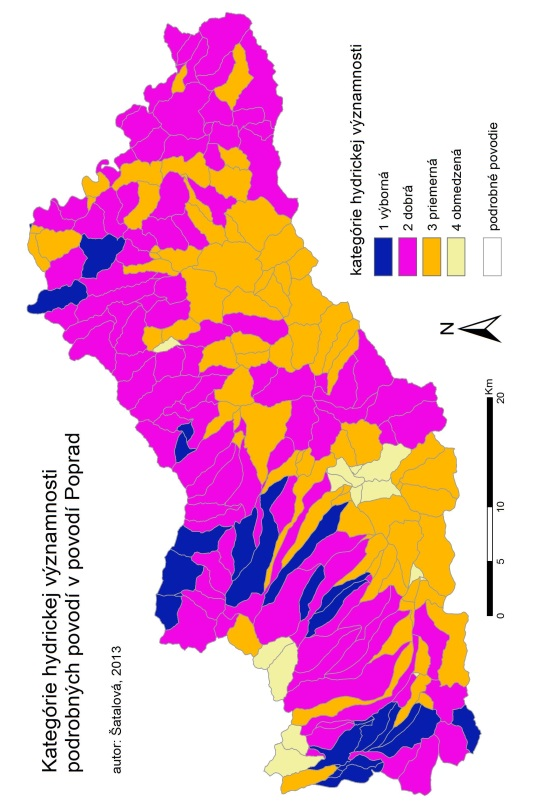 Kategórie hydrickej významnosti
podrobných povodí v povodí Poprad
autor: Šatalová, 2013
kategórie hydrickej významnosti
1 výborná
2 dobrá
3 priemerná
4 obmedzená
podrobné povodie
N
0 5 10 20
Km